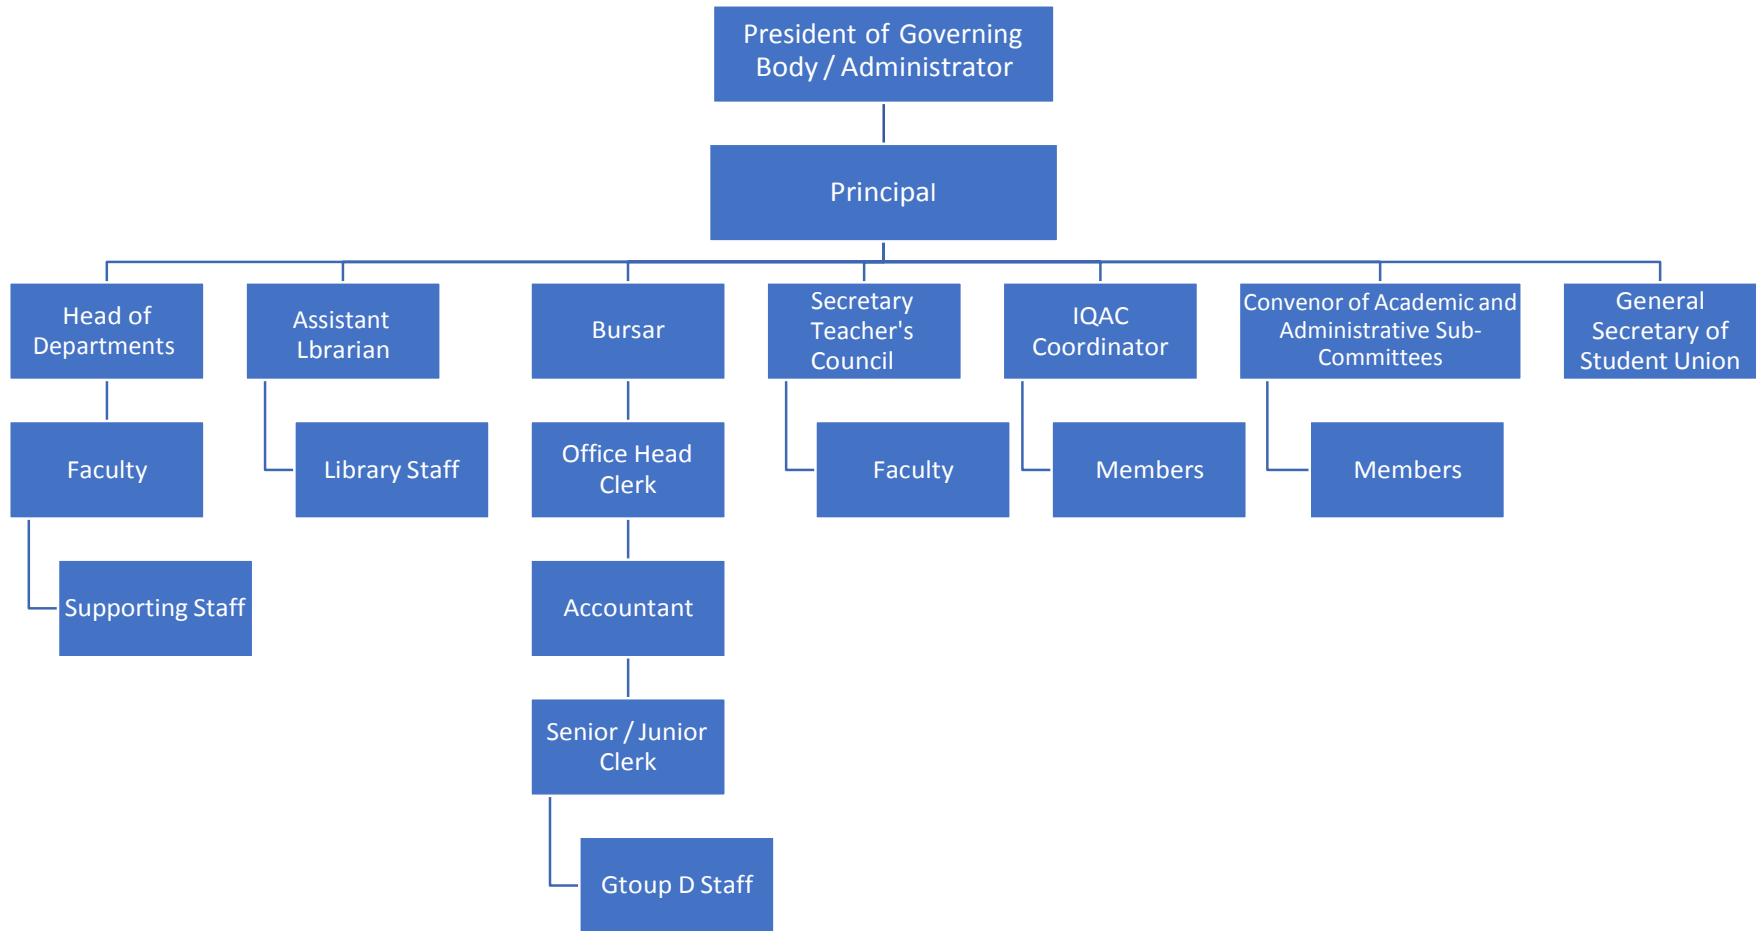 President of Governing
Body / Administrator
Principal
Head of
Departments
Assistant
Lbrarian
Bursar
Secretary
Teacher's
Council
IQAC
Coordinator
Convenor of Academic and
Administrative Sub-
Committees
General
Secretary of
Student Union
Faculty
Library Staff
Office Head
Clerk
Faculty
Members
Members
Supporting Staff
Accountant
Senior / Junior
Clerk
Gtoup D Staff